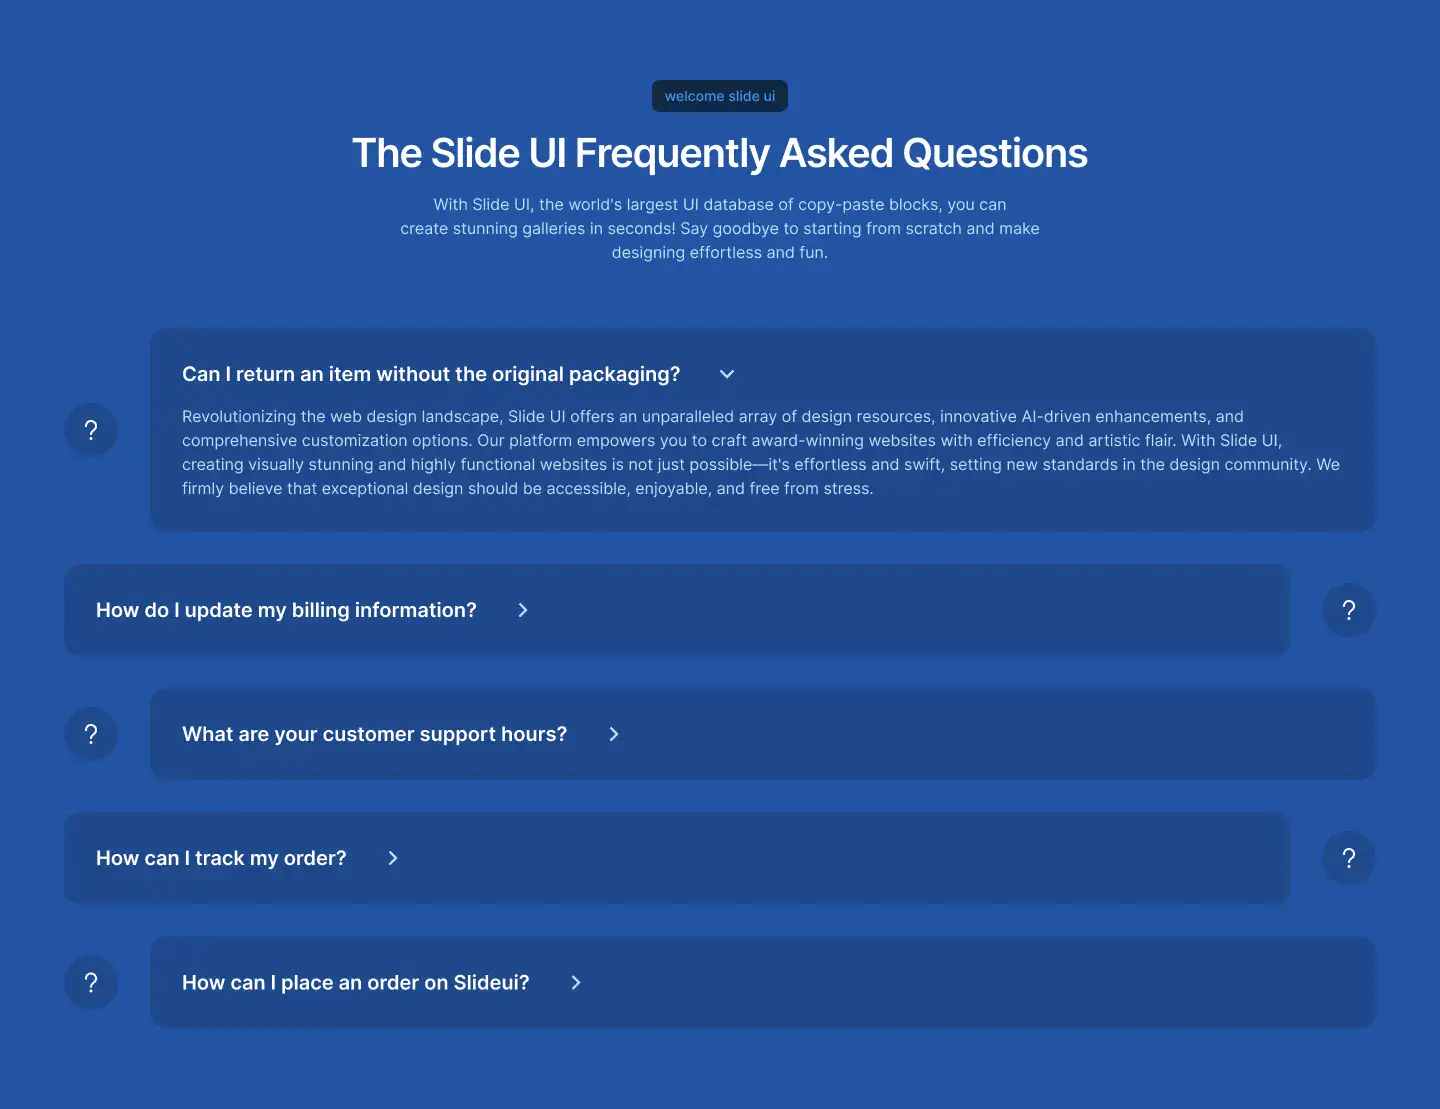 welcome slide ui
The Slide UI Frequently Asked Questions
With Slide UI, the world's largest UI database of copy-paste blocks, you can
create stunning galleries in seconds! Say goodbye to starting from scratch and make
designing effortless and fun.
Can I return an item without the original packaging?
?
Revolutionizing the web design landscape, Slide UI offers an unparalleled array of design resources, innovative AI-driven enhancements, and
comprehensive customization options. Our platform empowers you to craft award-winning websites with efficiency and artistic flair. With Slide UI,
creating visually stunning and highly functional websites is not just possible—it's effortless and swift, setting new standards in the design community. We
firmly believe that exceptional design should be accessible, enjoyable, and free from stress.
How do I update my billing information?
?
?
What are your customer support hours?
How can I track my order?
?
?
How can I place an order on Slideui?